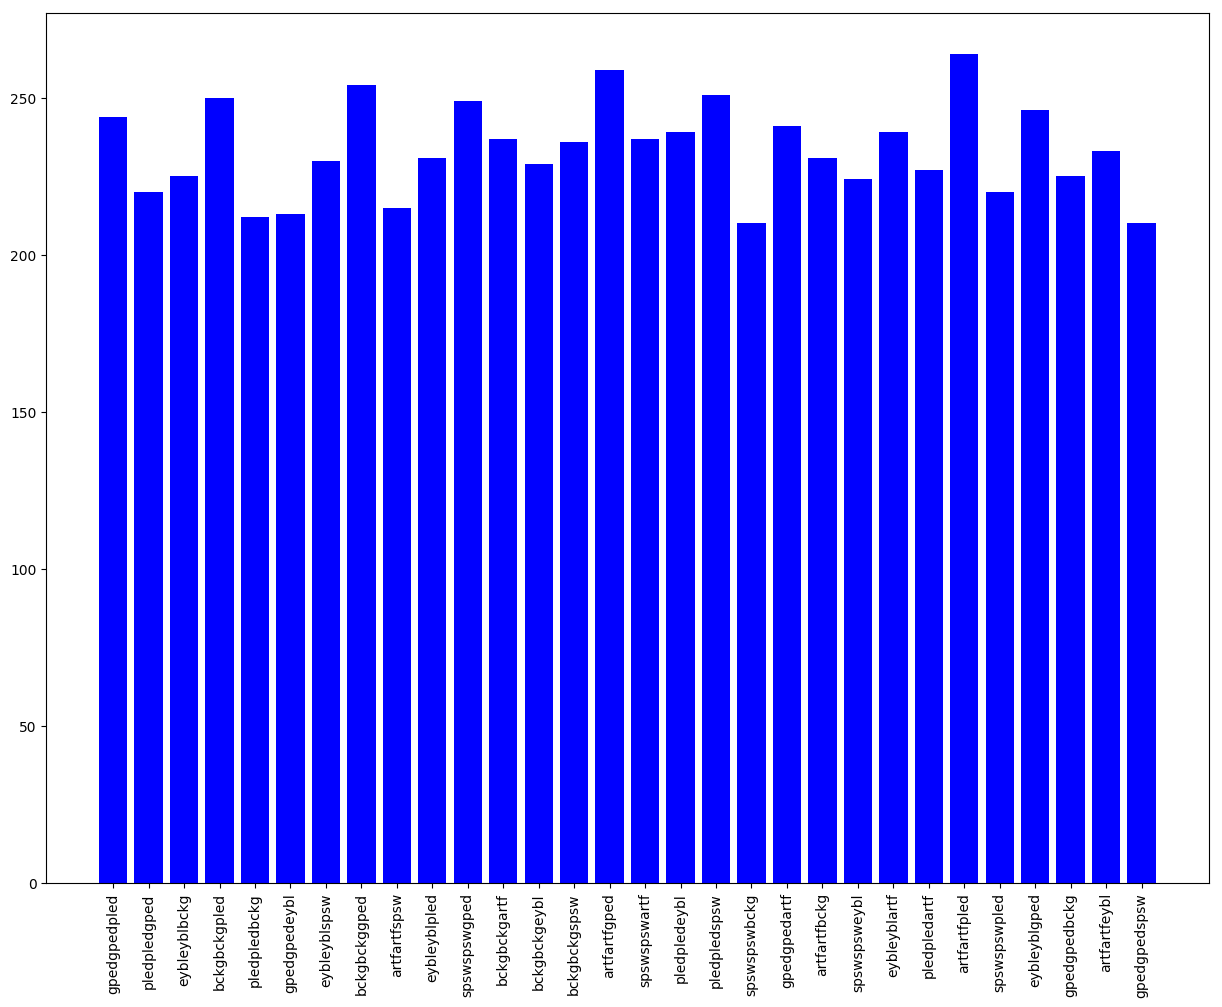 250
200
150
100
50
0
gpedgpedpled
pledpledgped
eybleyblbckg
bckgbckgpled
pledpledbckg
gpedgpedeybl
eybleyblspsw
bckgbckggped
artfartfspsw
eybleyblpled
spswspswgped
bckgbckgartf
bckgbckgeybl
bckgbckgspsw
artfartfgped
spswspswartf
pledpledeybl
pledpledspsw
spswspswbckg
gpedgpedartf
artfartfbckg
spswspsweybl
eybleyblartf
pledpledartf
artfartfpled
spswspswpled
eybleyblgped
gpedgpedbckg
artfartfeybl
gpedgpedspsw